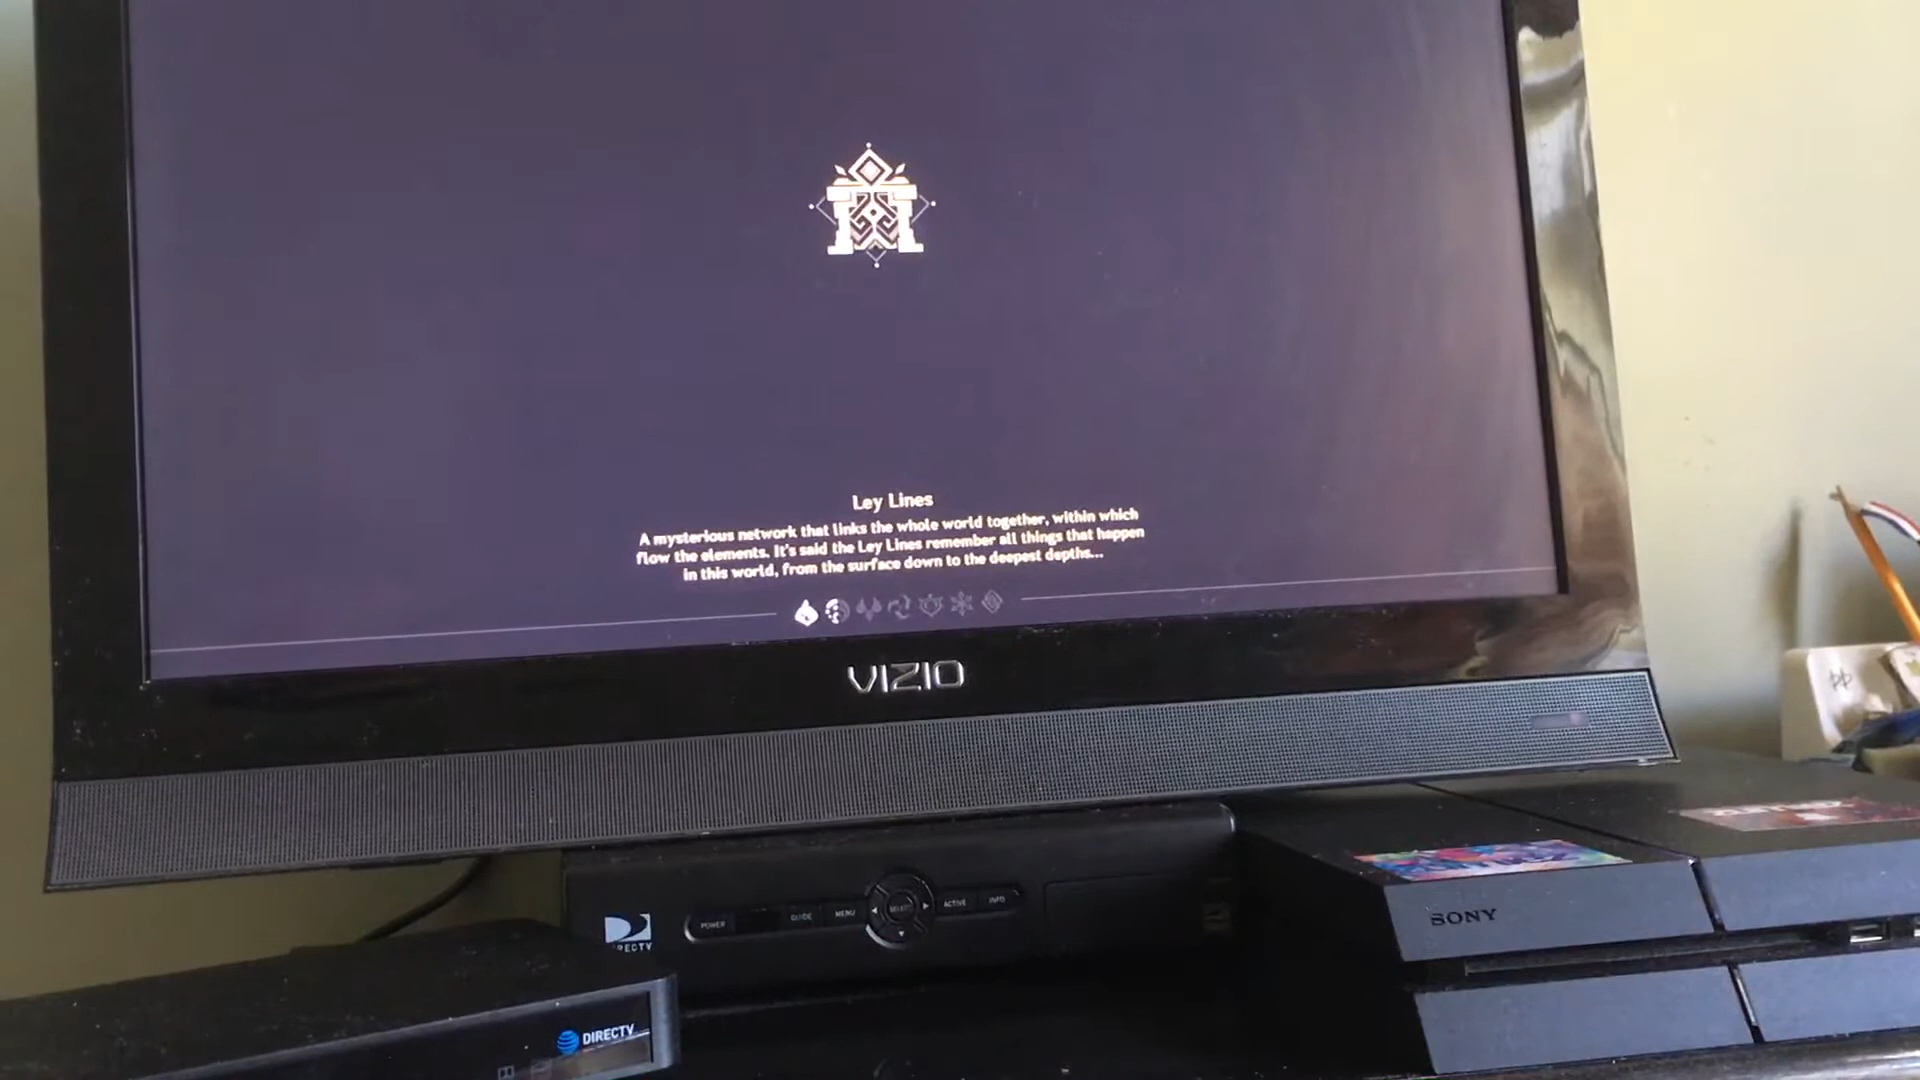 Ley Lines
A mysterious network that links the whole world together, within which
flow the elements. It's said the Ley Lines remember all things that happen
in this world, from the surface down to the deepest depths...
VIZIO
POWER GUIDE MENU SELECT ACTIVE INFO
DIRECTV
SONY
DIRECTV